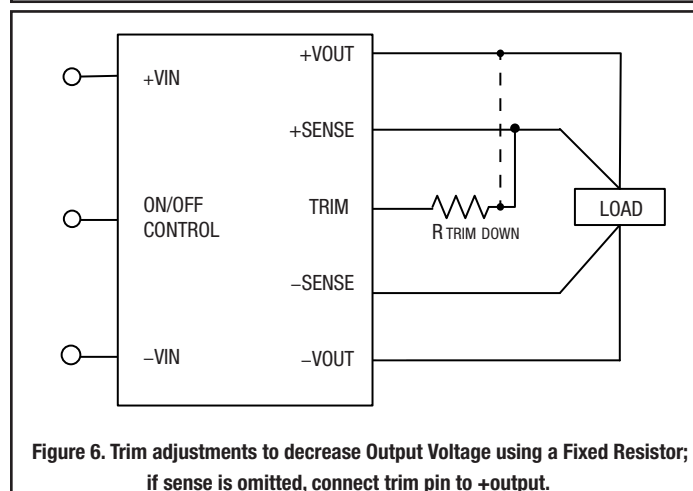 +VOUT
+VIN
+SENSE
ON/OFF
CONTROL
TRIM
LOAD
R TRIM DOWN
−SENSE
−VIN
−VOUT
Figure 6. Trim adjustments to decrease Output Voltage using a Fixed Resistor;
if sense is omitted, connect trim pin to +output.